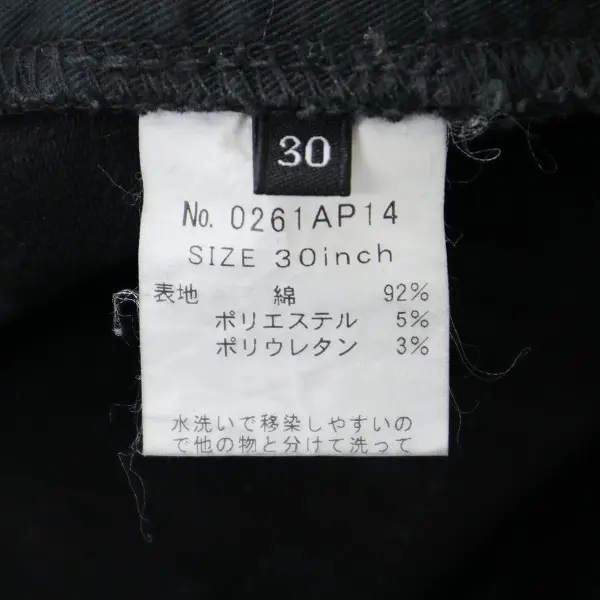 30
No. 0261AP14
SIZE 30inch
表地 綿 92%
ポリエステル 5%
ポリウレタン 3%
水洗いで移染しやすいの
で他の物と分けて洗って